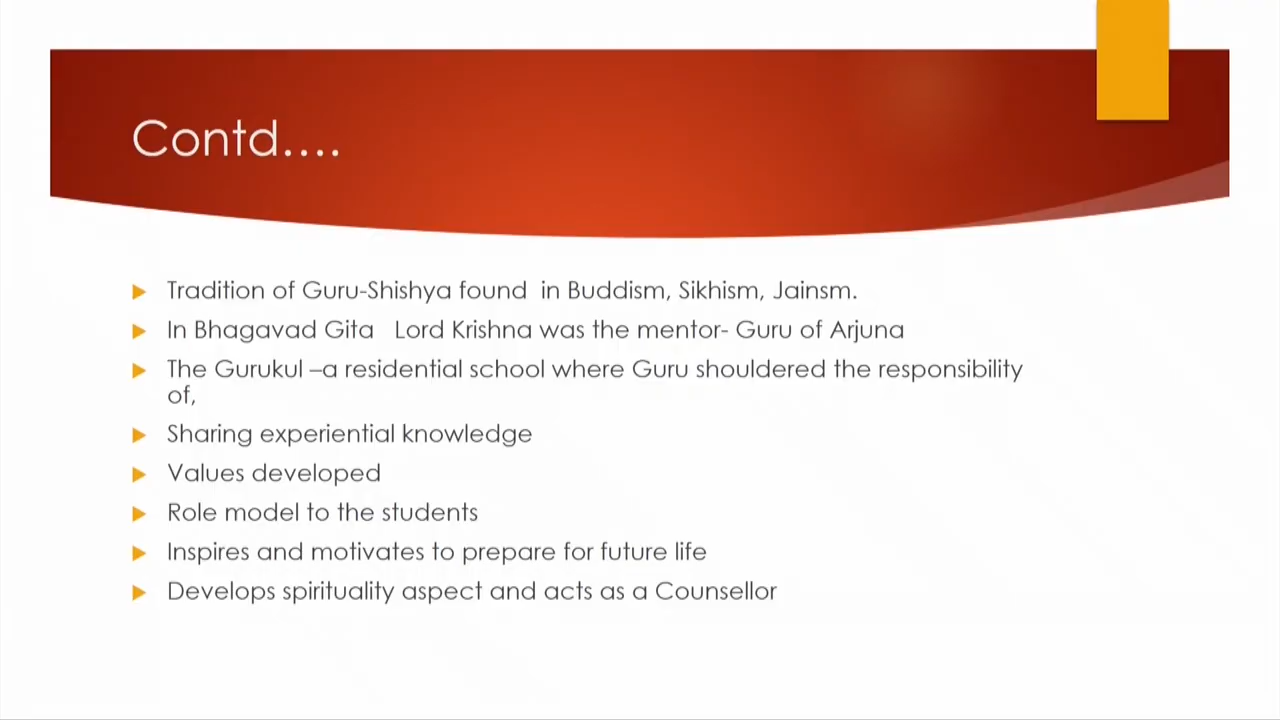 Contd....
Tradition of Guru-Shishya found in Buddism, Sikhism, Jainsm.
In Bhagavad Gita Lord Krishna was the mentor- Guru of Arjuna
The Gurukul –a residential school where Guru shouldered the responsibility
of,
Sharing experiential knowledge
Values developed
Role model to the students
Inspires and motivates to prepare for future life
Develops spirituality aspect and acts as a Counsellor